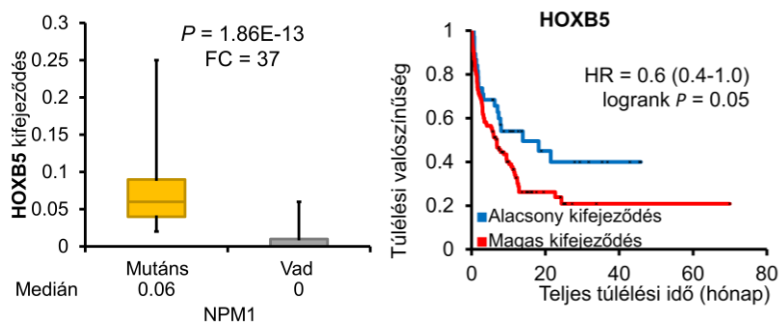 HOXB5 kifejeződés
0.3
0.25
0.2
0.15
0.1
0.05
0
P = 1.86E-13
FC = 37
Mutáns
Vad
Medián
0.06
0
NPM1
HOXB5
Túlélési valószínűség
1
0.8
0.6
0.4
0.2
0
HR = 0.6 (0.4-1.0)
logrank P = 0.05
Alacsony kifejeződés
Magas kifejeződés
0
20
40
60
80
Teljes túlélési idő (hónap)